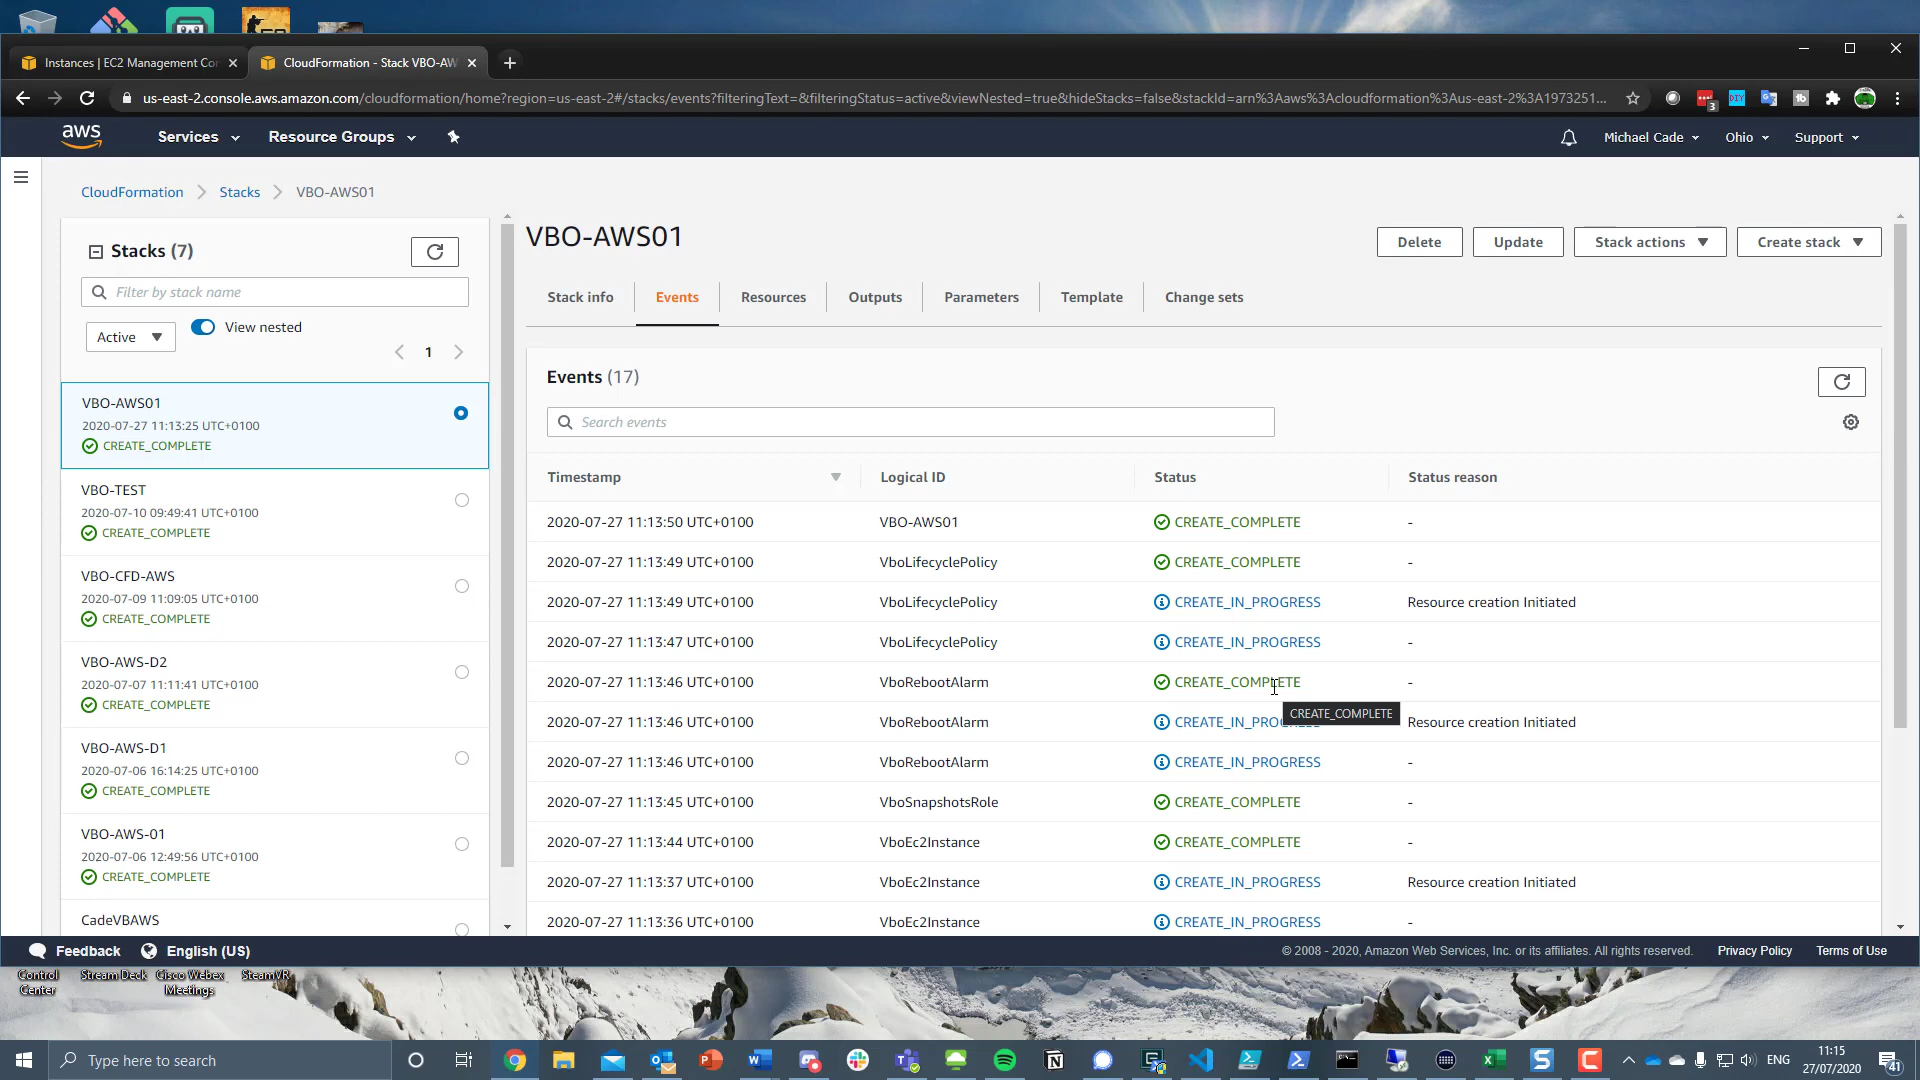 Instances | EC2 Management Con
CloudFormation - Stack VBO-AW
us-east-2.console.aws.amazon.com/cloudformation/home?region=us-east-2#/stacks/events?filteringText=&filteringStatus=active&viewNested=true&hideStacks=false&stackId=arn%3Aaws%3Acloudformation%3Aus-east-2%3A1973251...
3
DIY
aws
Services
Resource Groups
Michael Cade
Ohio
Support
CloudFormation
Stacks
VBO-AWS01
Stacks (7)
Filter by stack name
Active
View nested
1
VBO-AWS01
2020-07-27 11:13:25 UTC+0100
CREATE_COMPLETE
VBO-TEST
2020-07-10 09:49:41 UTC+0100
CREATE_COMPLETE
VBO-CFD-AWS
2020-07-09 11:09:05 UTC+0100
CREATE_COMPLETE
VBO-AWS-D2
2020-07-07 11:11:41 UTC+0100
CREATE_COMPLETE
VBO-AWS-D1
2020-07-06 16:14:25 UTC+0100
CREATE_COMPLETE
VBO-AWS-01
2020-07-06 12:49:56 UTC+0100
CREATE_COMPLETE
CadeVBAWS
VBO-AWS01
Delete
Update
Stack actions
Create stack
Stack info
Events
Resources
Outputs
Parameters
Template
Change sets
Events (17)
Search events
Timestamp Logical ID Status Status reason
2020-07-27 11:13:50 UTC+0100 VBO-AWS01 CREATE_COMPLETE -
2020-07-27 11:13:49 UTC+0100 VboLifecyclePolicy CREATE_COMPLETE -
2020-07-27 11:13:49 UTC+0100 VboLifecyclePolicy CREATE_IN_PROGRESS Resource creation Initiated
2020-07-27 11:13:47 UTC+0100 VboLifecyclePolicy CREATE_IN_PROGRESS -
2020-07-27 11:13:46 UTC+0100 VboRebootAlarm CREATE_COMPLETE -
CREATE_COMPLETE
2020-07-27 11:13:46 UTC+0100 VboRebootAlarm CREATE_IN_PROGRESS Resource creation Initiated
2020-07-27 11:13:46 UTC+0100 VboRebootAlarm CREATE_IN_PROGRESS -
2020-07-27 11:13:45 UTC+0100 VboSnapshotsRole CREATE_COMPLETE -
2020-07-27 11:13:44 UTC+0100 VboEc2Instance CREATE_COMPLETE -
2020-07-27 11:13:37 UTC+0100 VboEc2Instance CREATE_IN_PROGRESS Resource creation Initiated
2020-07-27 11:13:36 UTC+0100 VboEc2Instance CREATE_IN_PROGRESS -
Feedback
English (US)
© 2008 - 2020, Amazon Web Services, Inc. or its affiliates. All rights reserved.
Privacy Policy
Terms of Use
Control Center
Stream Deck
Cisco Webex Meetings
SteamVR
Type here to search
ENG
11:15
27/07/2020
41